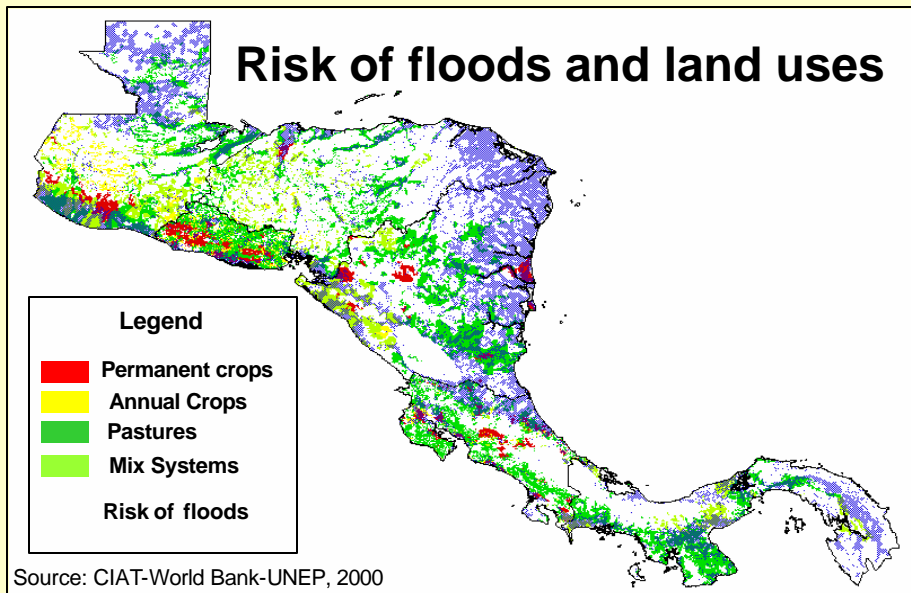 Risk of floods and land uses
Legend
Permanent crops
Annual Crops
Pastures
Mix Systems
Risk of floods
Source: CIAT-World Bank-UNEP, 2000